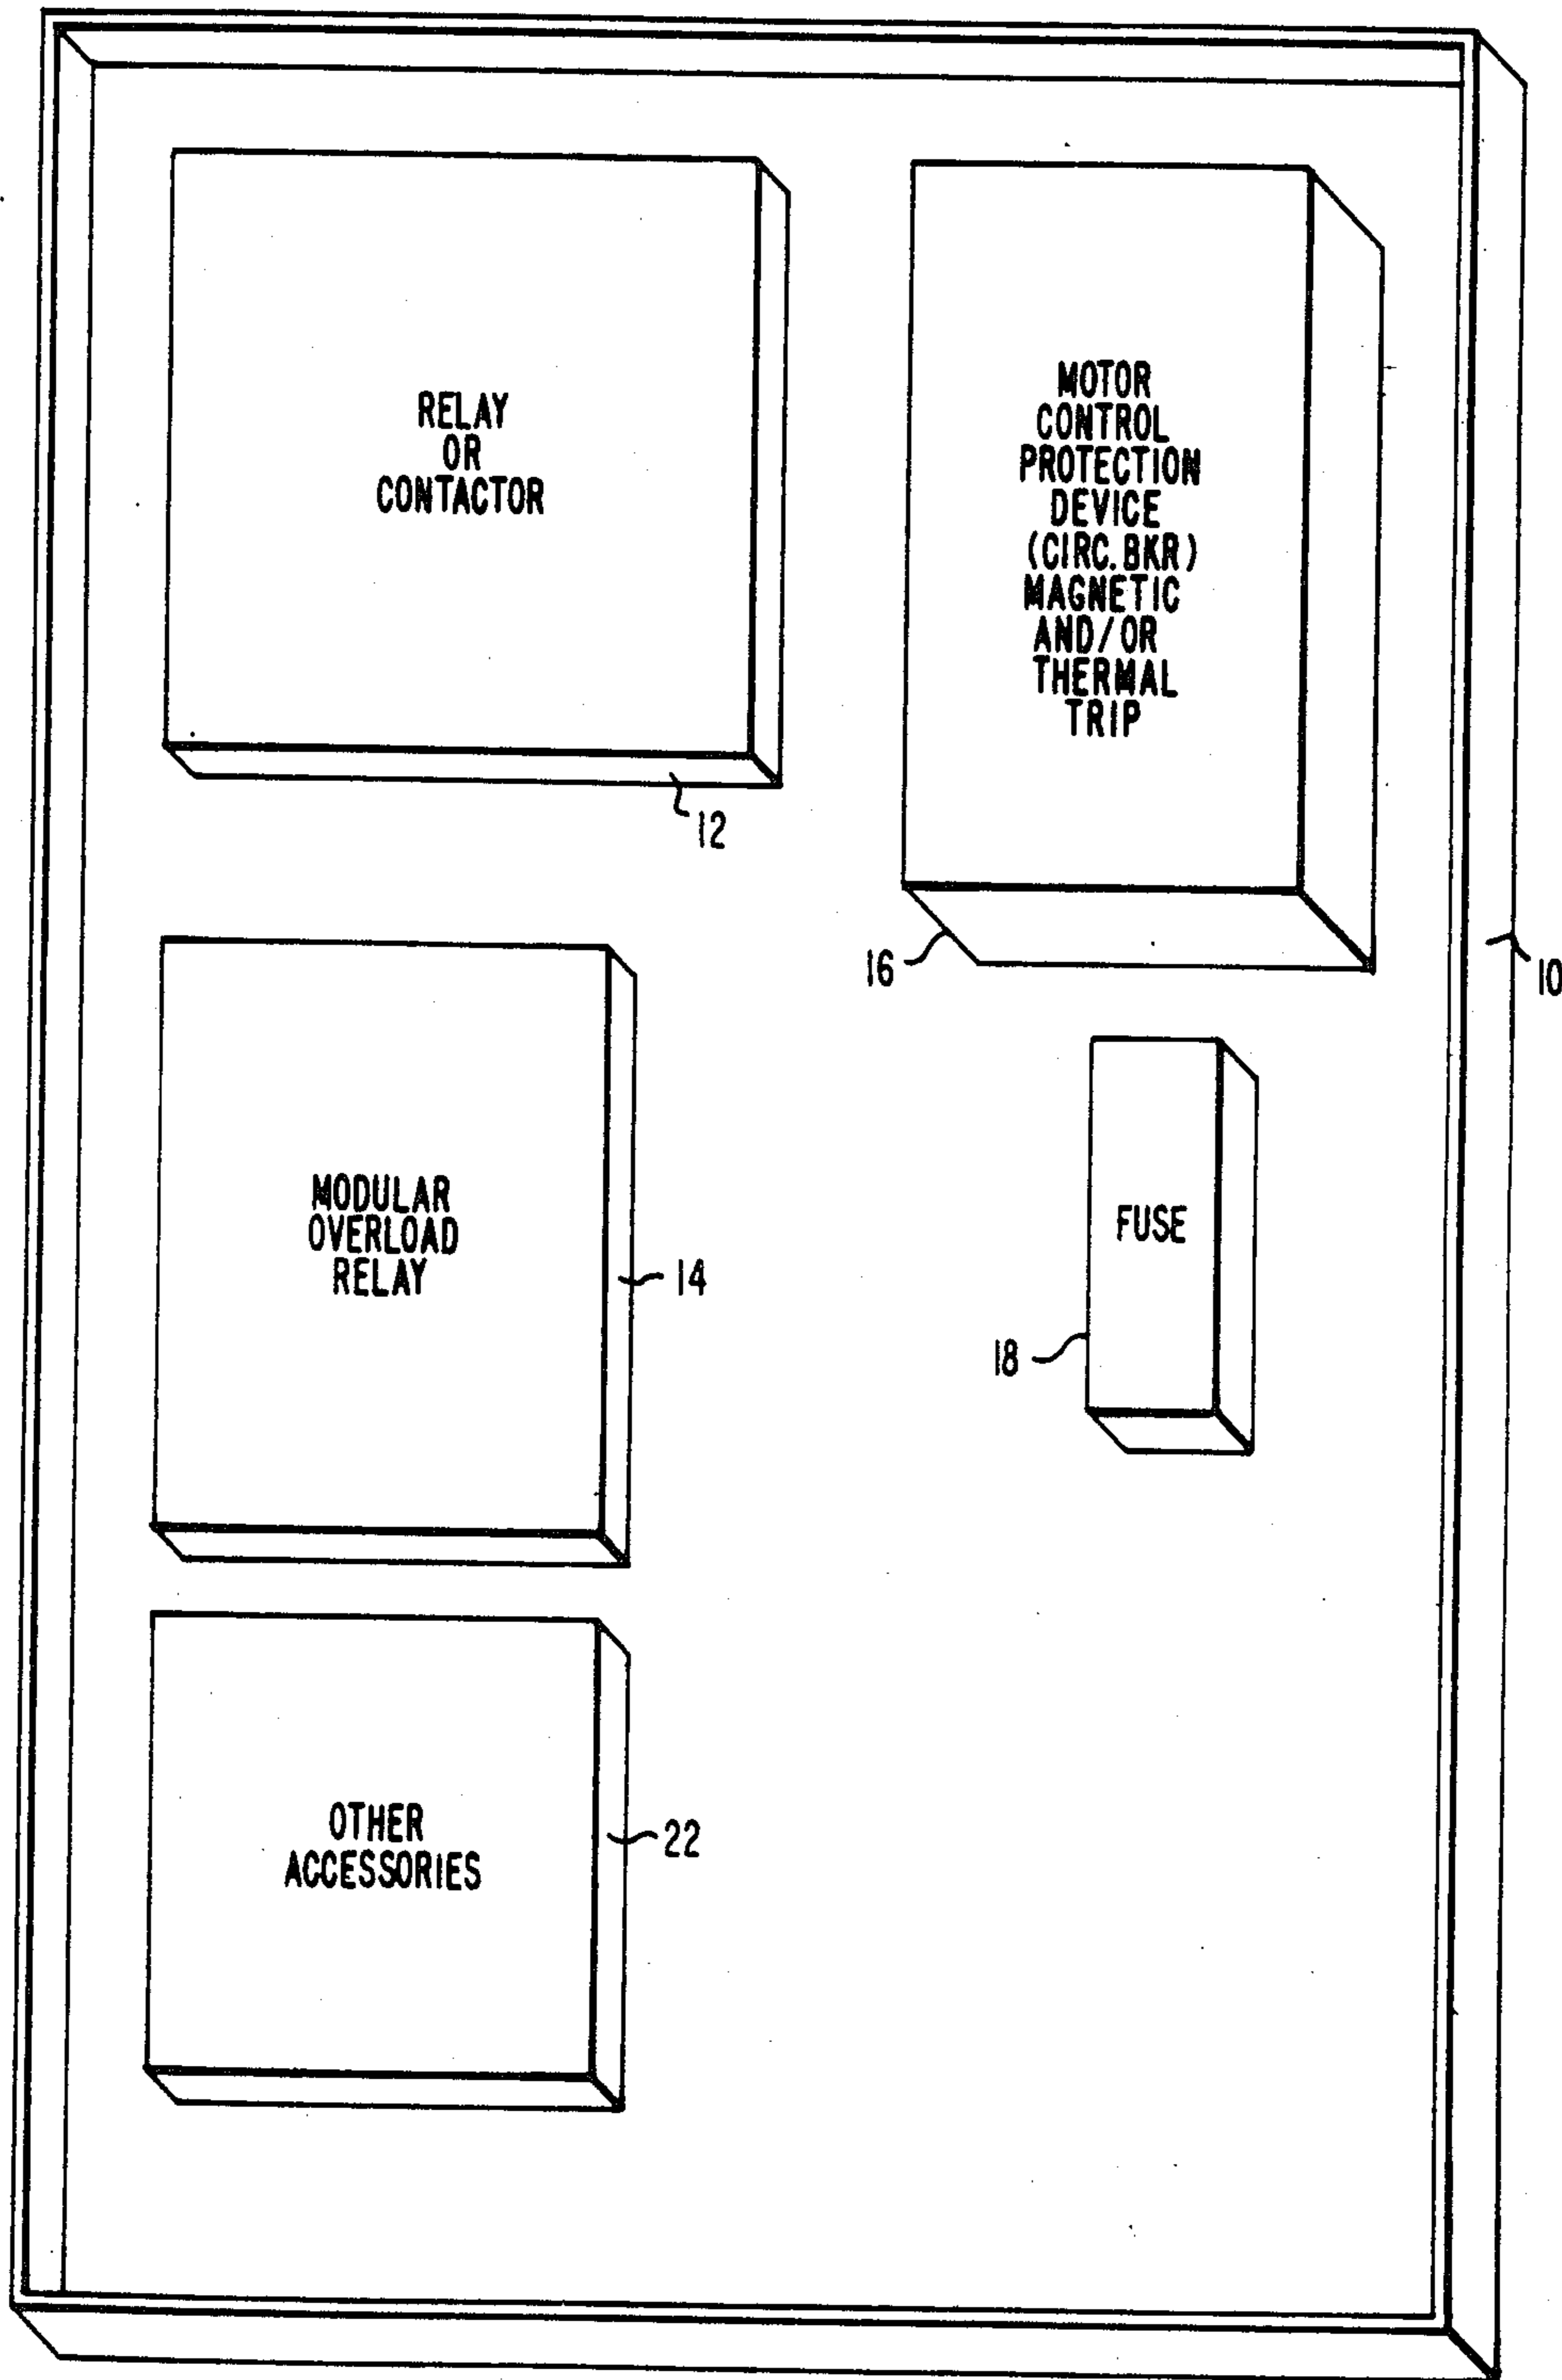 RELAY
OR
CONTACTOR
12
MOTOR
CONTROL
PROTECTION
DEVICE
(CIRC. BKR)
MAGNETIC
AND/OR
THERMAL
TRIP
16
10
MODULAR
OVERLOAD
RELAY
14
FUSE
18
OTHER
ACCESSORIES
22